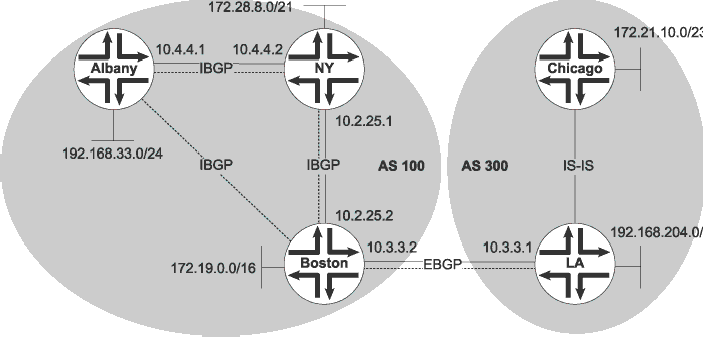 172.28.8.0/21
172.21.10.0/23
10.4.4.1
10.4.4.2
Albany
IBGP
NY
Chicago
10.2.25.1
192.168.33.0/24
IBGP
IBGP
AS 100
AS 300
IS-IS
10.2.25.2
192.168.204.0/
10.3.3.2
10.3.3.1
172.19.0.0/16
Boston
EBGP
LA